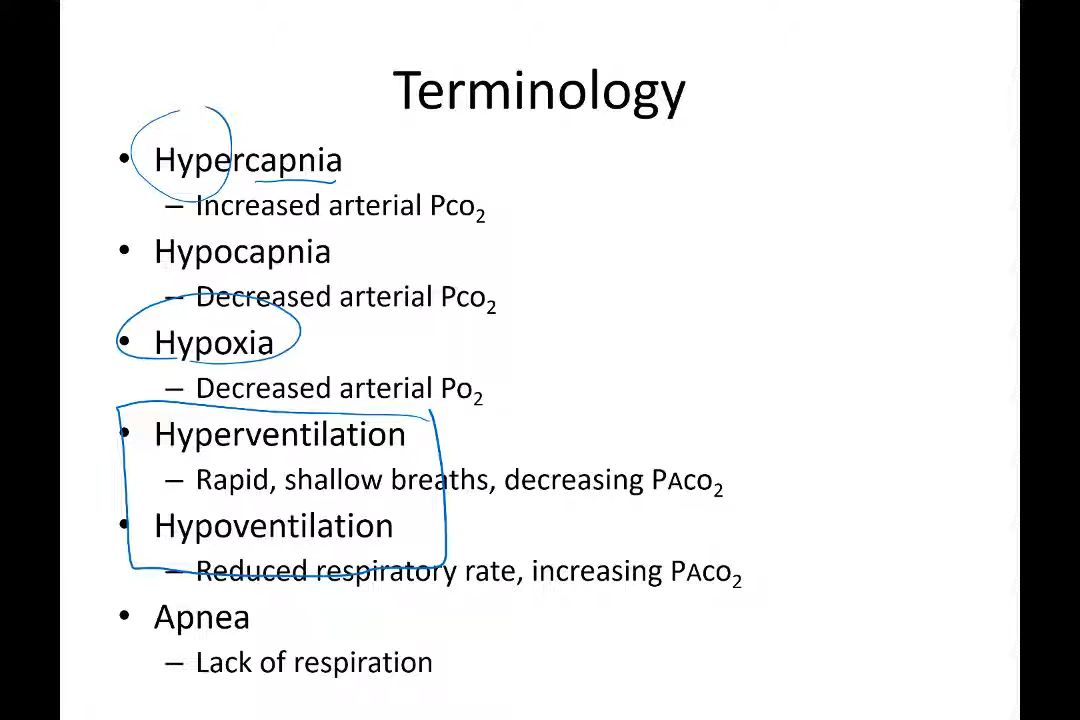 Terminology
• Hypercapnia
– Increased arterial Pco₂
• Hypocapnia
– Decreased arterial Pco₂
• Hypoxia
– Decreased arterial Po₂
• Hyperventilation
– Rapid, shallow breaths, decreasing PAco₂
• Hypoventilation
– Reduced respiratory rate, increasing PAco₂
• Apnea
– Lack of respiration